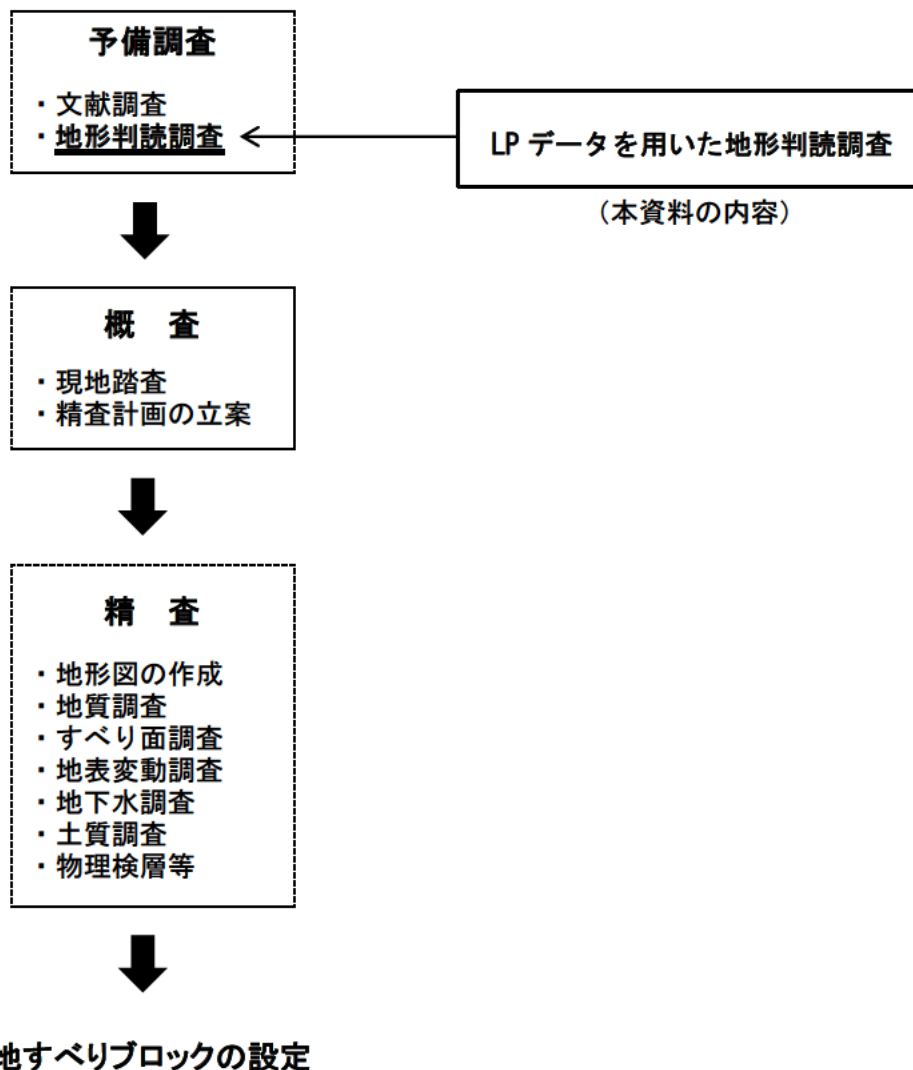 予備調査
・文献調査
・地形判読調査
LPデータを用いた地形判読調査
（本資料の内容）
概　査
・現地踏査
・精査計画の立案
精　査
・地形図の作成
・地質調査
・すべり面調査
・地表変動調査
・地下水調査
・土質調査
・物理検層等
地すべりブロックの設定